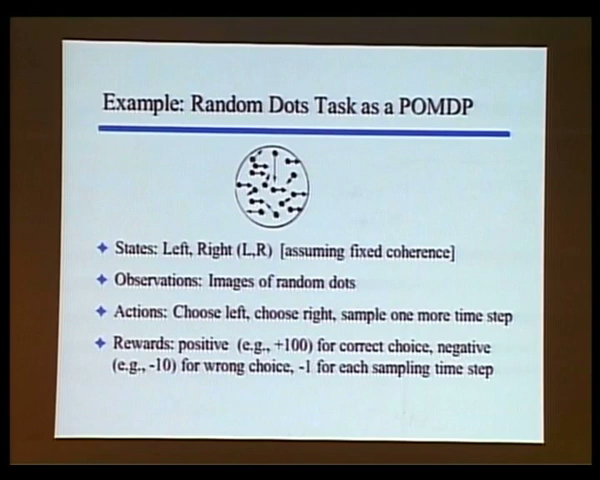 Example: Random Dots Task as a POMDP
States: Left, Right (L,R) [assuming fixed coherence]
Observations: Images of random dots
Actions: Choose left, choose right, sample one more time step
Rewards: positive (e.g., +100) for correct choice, negative
(e.g., -10) for wrong choice, -1 for each sampling time step